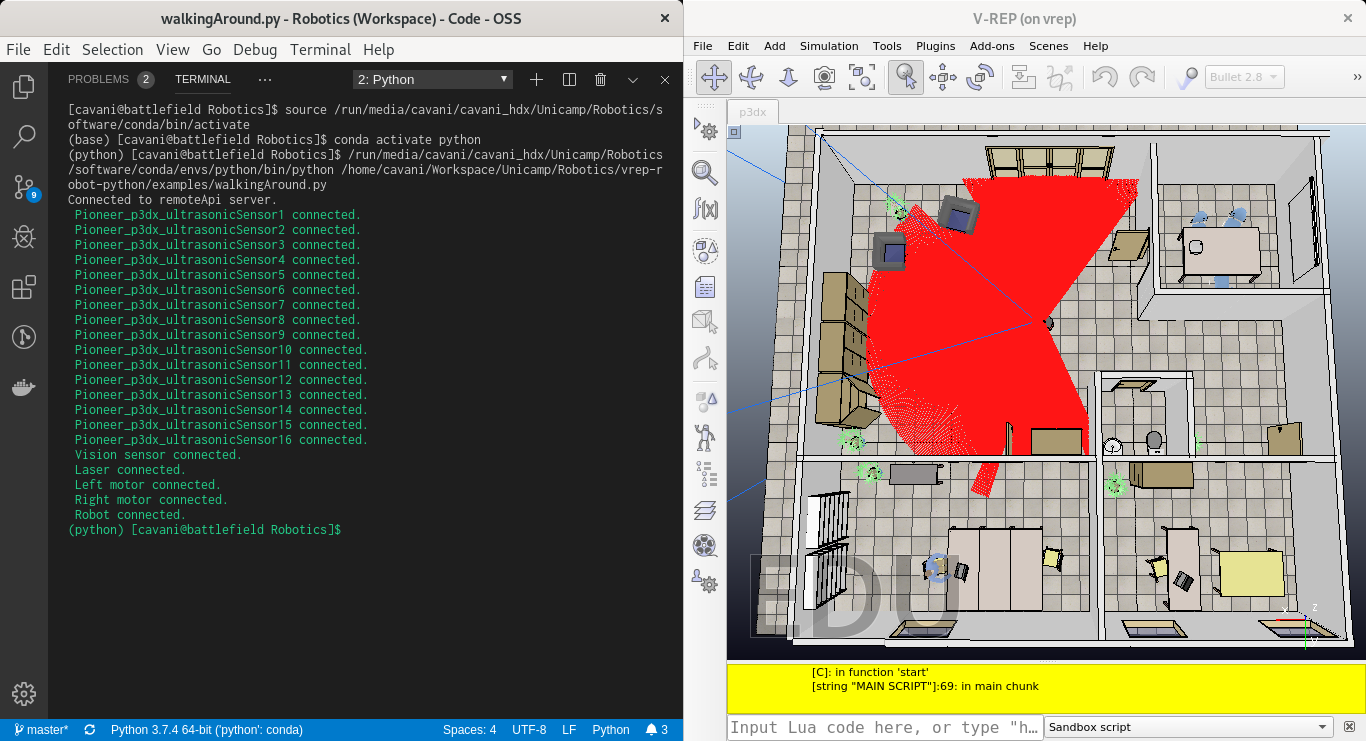 walkingAround.py - Robotics (Workspace) - Code - OSS
File Edit Selection View Go Debug Terminal Help
PROBLEMS 2 TERMINAL ··· 2: Python
[cavani@battlefield Robotics]$ source /run/media/cavani/cavani_hdx/Unicamp/Robotics/s
oftware/conda/bin/activate
(base) [cavani@battlefield Robotics]$ conda activate python
(python) [cavani@battlefield Robotics]$ /run/media/cavani/cavani_hdx/Unicamp/Robotics
/software/conda/envs/python/bin/python /home/cavani/Workspace/Unicamp/Robotics/vrep-r
obot-python/examples/walkingAround.py
Connected to remoteApi server.
Pioneer_p3dx_ultrasonicSensor1 connected.
Pioneer_p3dx_ultrasonicSensor2 connected.
Pioneer_p3dx_ultrasonicSensor3 connected.
Pioneer_p3dx_ultrasonicSensor4 connected.
Pioneer_p3dx_ultrasonicSensor5 connected.
Pioneer_p3dx_ultrasonicSensor6 connected.
Pioneer_p3dx_ultrasonicSensor7 connected.
Pioneer_p3dx_ultrasonicSensor8 connected.
Pioneer_p3dx_ultrasonicSensor9 connected.
Pioneer_p3dx_ultrasonicSensor10 connected.
Pioneer_p3dx_ultrasonicSensor11 connected.
Pioneer_p3dx_ultrasonicSensor12 connected.
Pioneer_p3dx_ultrasonicSensor13 connected.
Pioneer_p3dx_ultrasonicSensor14 connected.
Pioneer_p3dx_ultrasonicSensor15 connected.
Pioneer_p3dx_ultrasonicSensor16 connected.
Vision sensor connected.
Laser connected.
Left motor connected.
Right motor connected.
Robot connected.
(python) [cavani@battlefield Robotics]$
9
master* Python 3.7.4 64-bit ('python': conda) Spaces: 4 UTF-8 LF Python 3
V-REP (on vrep)
File Edit Add Simulation Tools Plugins Add-ons Scenes Help
Bullet 2.8 »
p3dx
f(x)
EDU
x z
[C]: in function 'start'
[string "MAIN SCRIPT"]:69: in main chunk
Input Lua code here, or type "h… Sandbox script